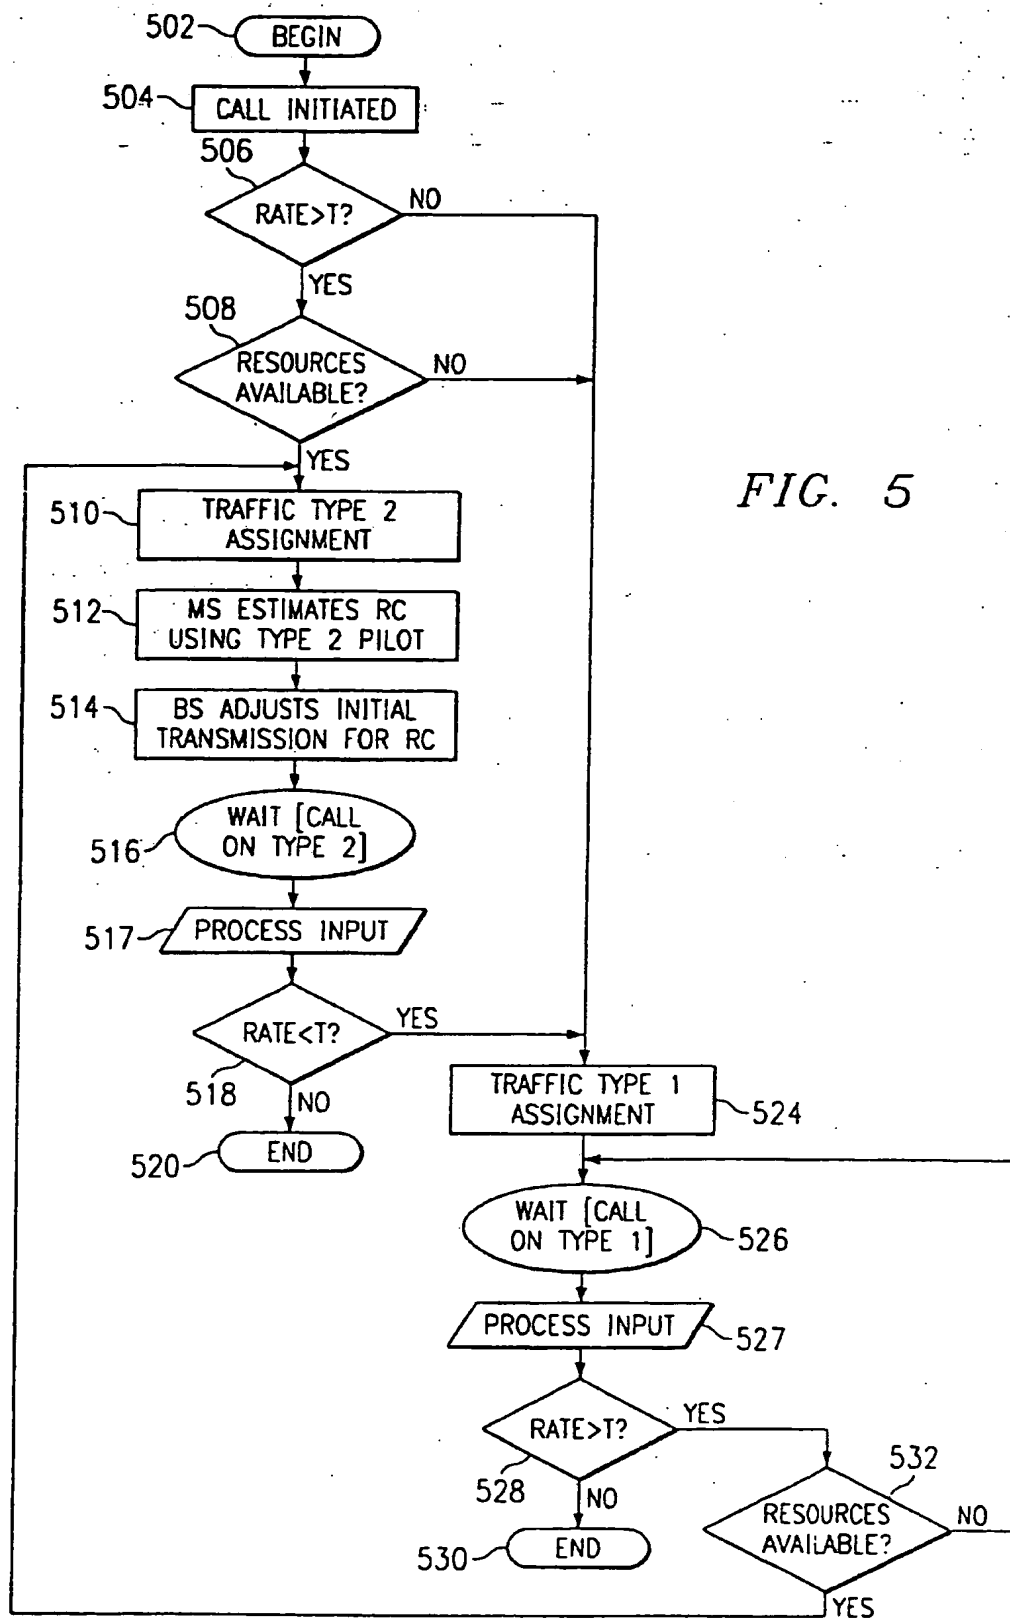 502
BEGIN
504
CALL INITIATED
506
RATE>T?
NO
YES
508
RESOURCES
AVAILABLE?
NO
YES
FIG. 5
510
TRAFFIC TYPE 2
ASSIGNMENT
512
MS ESTIMATES RC
USING TYPE 2 PILOT
514
BS ADJUSTS INITIAL
TRANSMISSION FOR RC
516
WAIT [CALL
ON TYPE 2]
517
PROCESS INPUT
RATE<T?
YES
518
NO
520
END
TRAFFIC TYPE 1
ASSIGNMENT
524
WAIT [CALL
ON TYPE 1]
526
PROCESS INPUT
527
RATE>T?
YES
528
NO
530
END
532
RESOURCES
AVAILABLE?
NO
YES